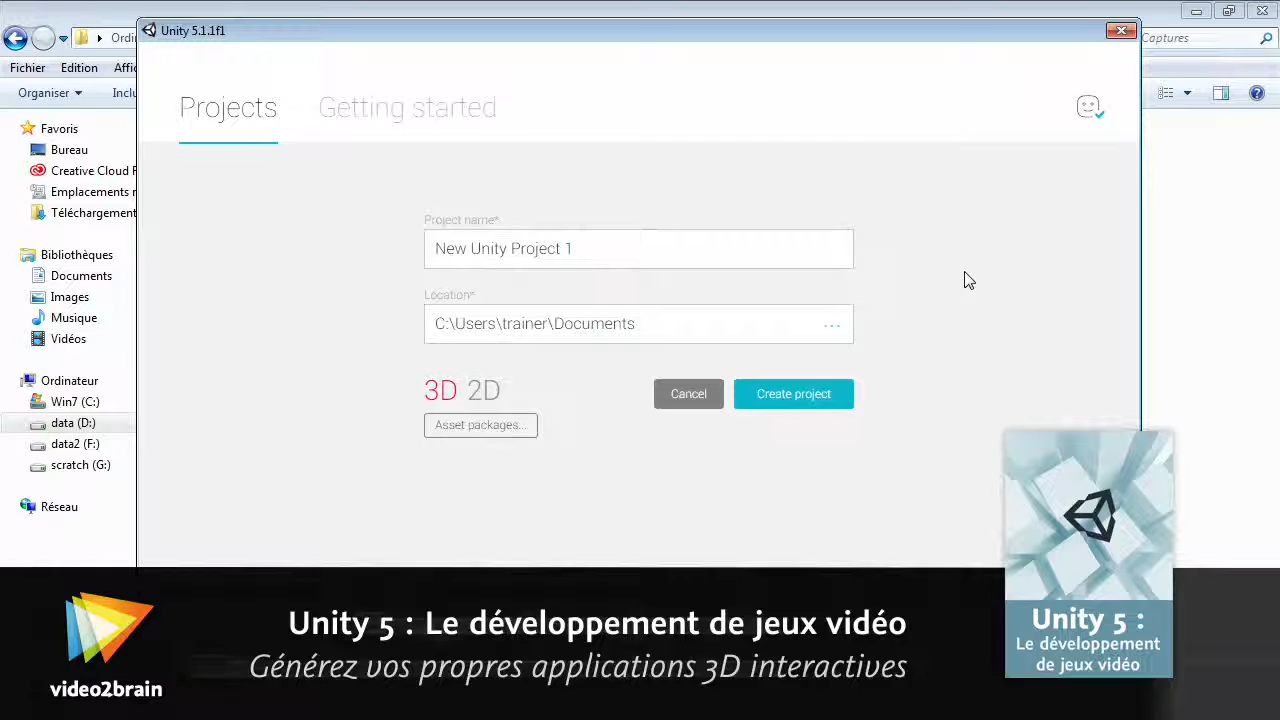 Unity 5.1.1f1
Captures
Fichier Edition
Organiser
Projects Getting started
Favoris
Bureau
Creative Cloud
Emplacements
Téléchargement
Bibliothèques
Documents
Images
Musique
Vidéos
Ordinateur
Win7 (C:)
data (D:)
data2 (F:)
scratch (G:)
Réseau
Project name*
New Unity Project 1
Location*
C:\Users\trainer\Documents
...
3D 2D
Cancel
Create project
Asset packages...
video2brain
Unity 5 : Le développement de jeux vidéo
Générez vos propres applications 3D interactives
Unity 5 :
Le développement
de jeux vidéo